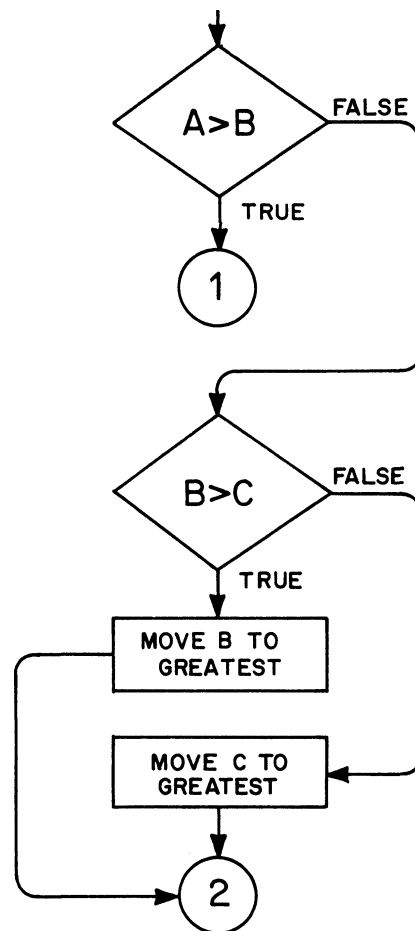 A>B
FALSE
TRUE
1
B>C
FALSE
TRUE
MOVE B TO
GREATEST
MOVE C TO
GREATEST
2